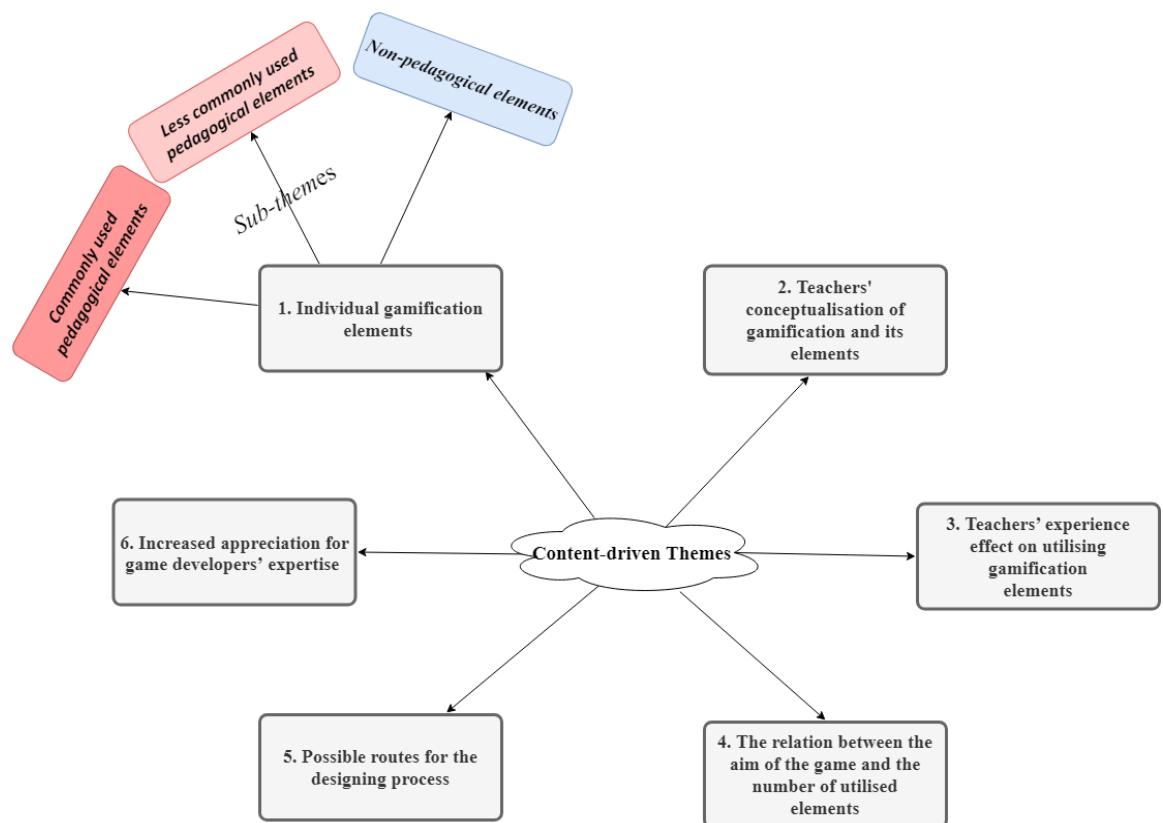 Non-pedagogical elements
Less commonly used
pedagogical elements
Commonly used
pedagogical elements
Sub-themes
1. Individual gamification
elements
2. Teachers'
conceptualisation of
gamification and its
elements
6. Increased appreciation for
game developers’ expertise
Content-driven Themes
3. Teachers’ experience
effect on utilising
gamification
elements
5. Possible routes for the
designing process
4. The relation between the
aim of the game and the
number of utilised
elements